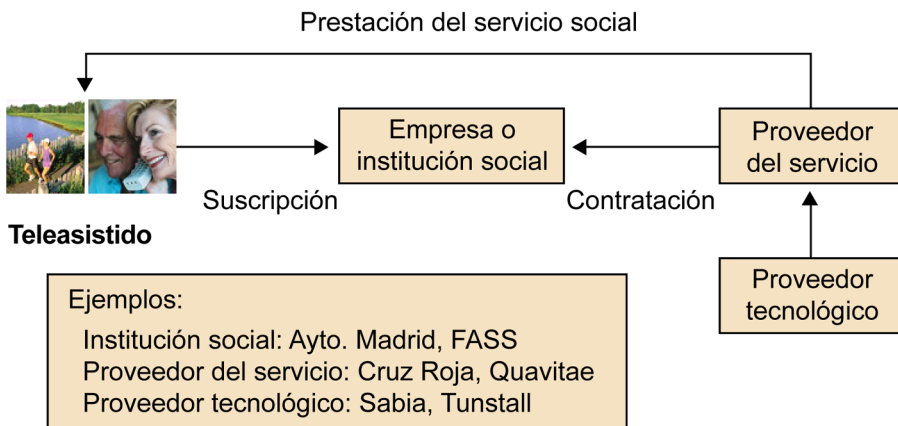 Prestación del servicio social
Empresa o
institución social
Proveedor
del servicio
Suscripción
Contratación
Teleasistido
Proveedor
tecnológico
Ejemplos:
Institución social: Ayto. Madrid, FASS
Proveedor del servicio: Cruz Roja, Quavitae
Proveedor tecnológico: Sabia, Tunstall